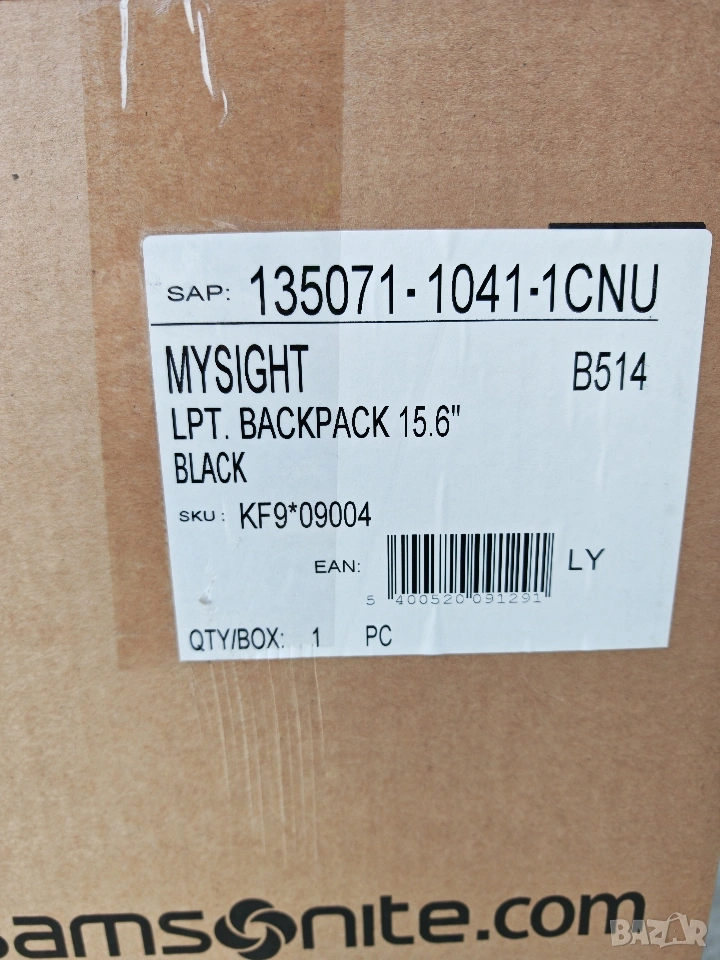 SAP: 135071-1041-1CNU
MYSIGHT B514
LPT. BACKPACK 15.6"
BLACK
SKU: KF9*09004
EAN: LY
5 400520 091291
QTY/BOX: 1 PC
samsonite.com
BAZAR